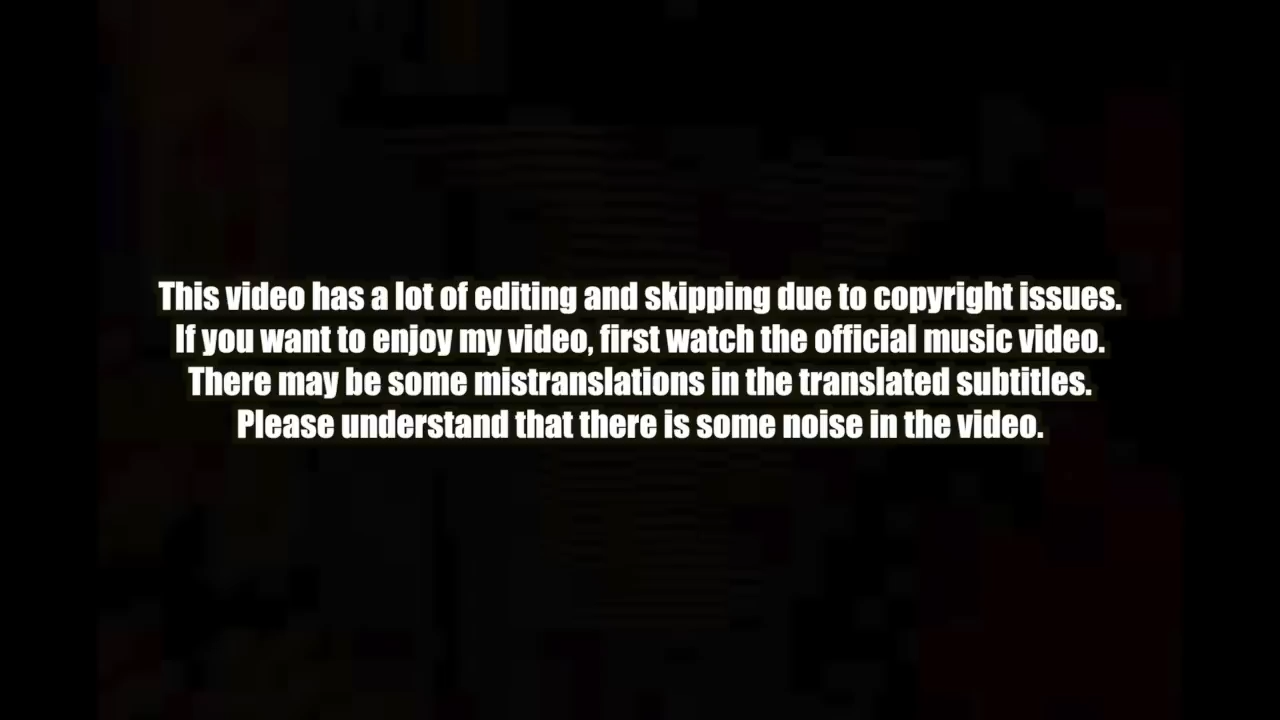 This video has a lot of editing and skipping due to copyright issues.
If you want to enjoy my video, first watch the official music video.
There may be some mistranslations in the translated subtitles.
Please understand that there is some noise in the video.